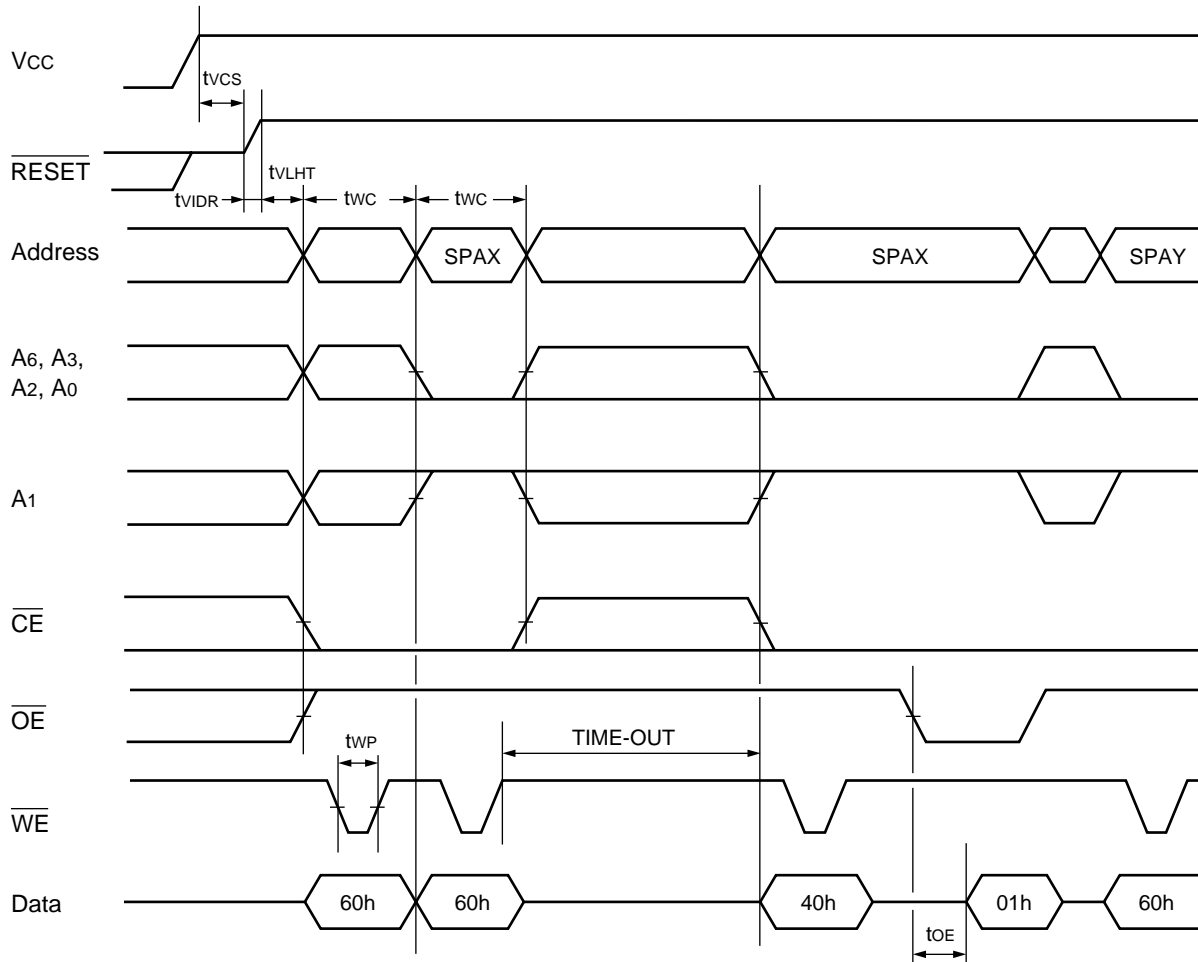 VCC
tVCS
RESET
tVLHT
tVIDR
tWC
tWC
Address
SPAX
SPAX
SPAY
A6, A3,
A2, A0
A1
CE
OE
tWP
TIME-OUT
WE
Data
60h
60h
40h
01h
60h
tOE